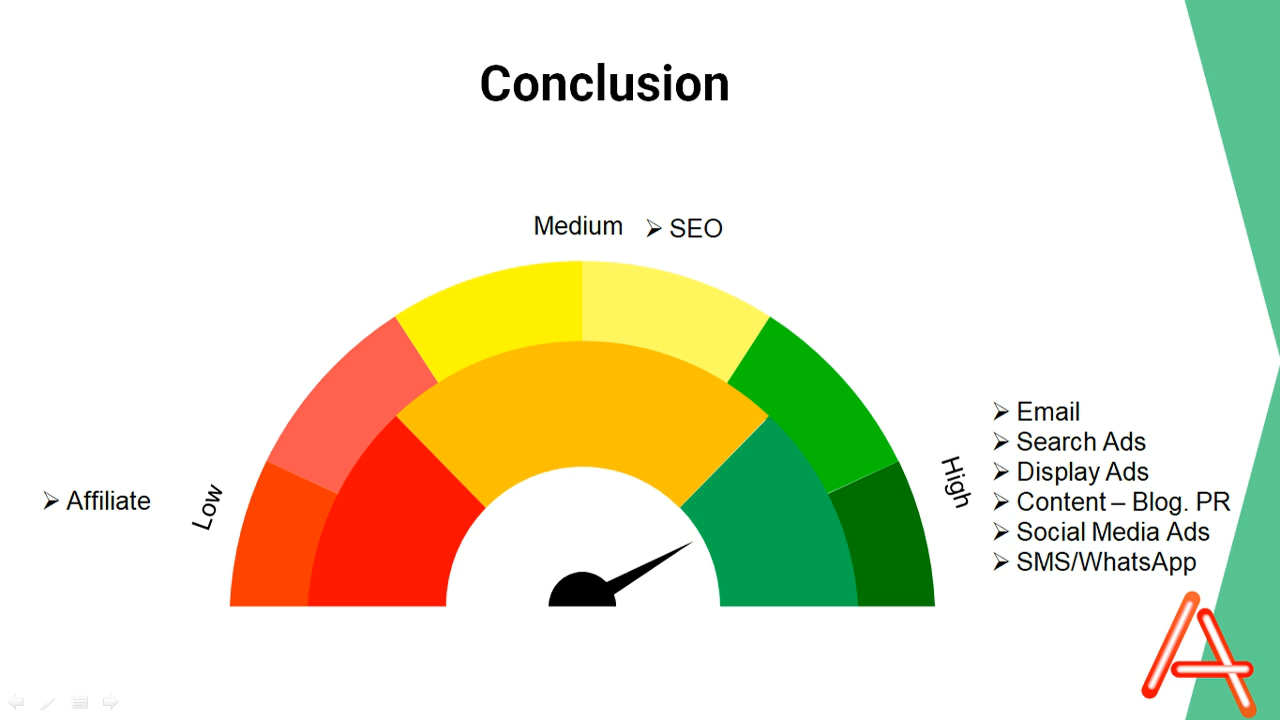 Conclusion
Medium
➢ SEO
➢ Affiliate
Low
High
➢ Email
➢ Search Ads
➢ Display Ads
➢ Content – Blog. PR
➢ Social Media Ads
➢ SMS/WhatsApp